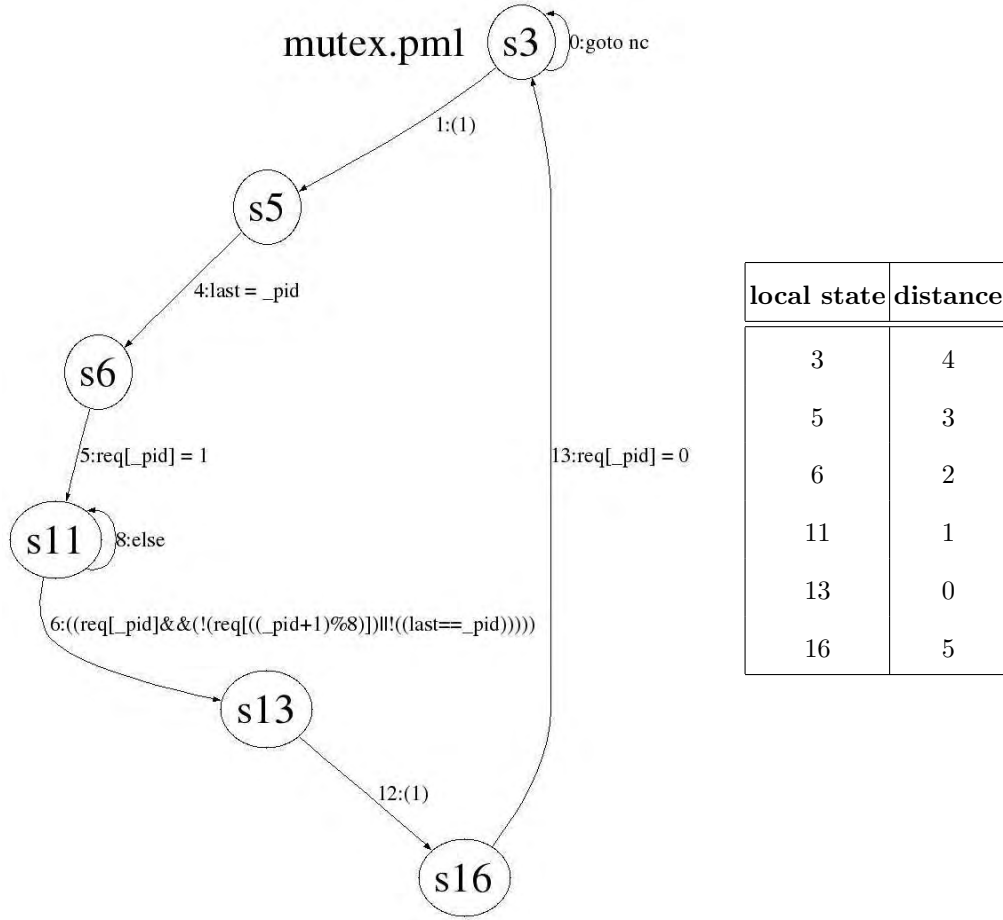 mutex.pml
s3
0:goto nc
1:(1)
s5
4:last = _pid
s6
5:req[_pid] = 1
13:req[_pid] = 0
s11
8:else
6:((req[_pid]&&(!(req[((_pid+1)%8)])||!((last==_pid)))))
s13
12:(1)
s16
local state distance
3 4
5 3
6 2
11 1
13 0
16 5